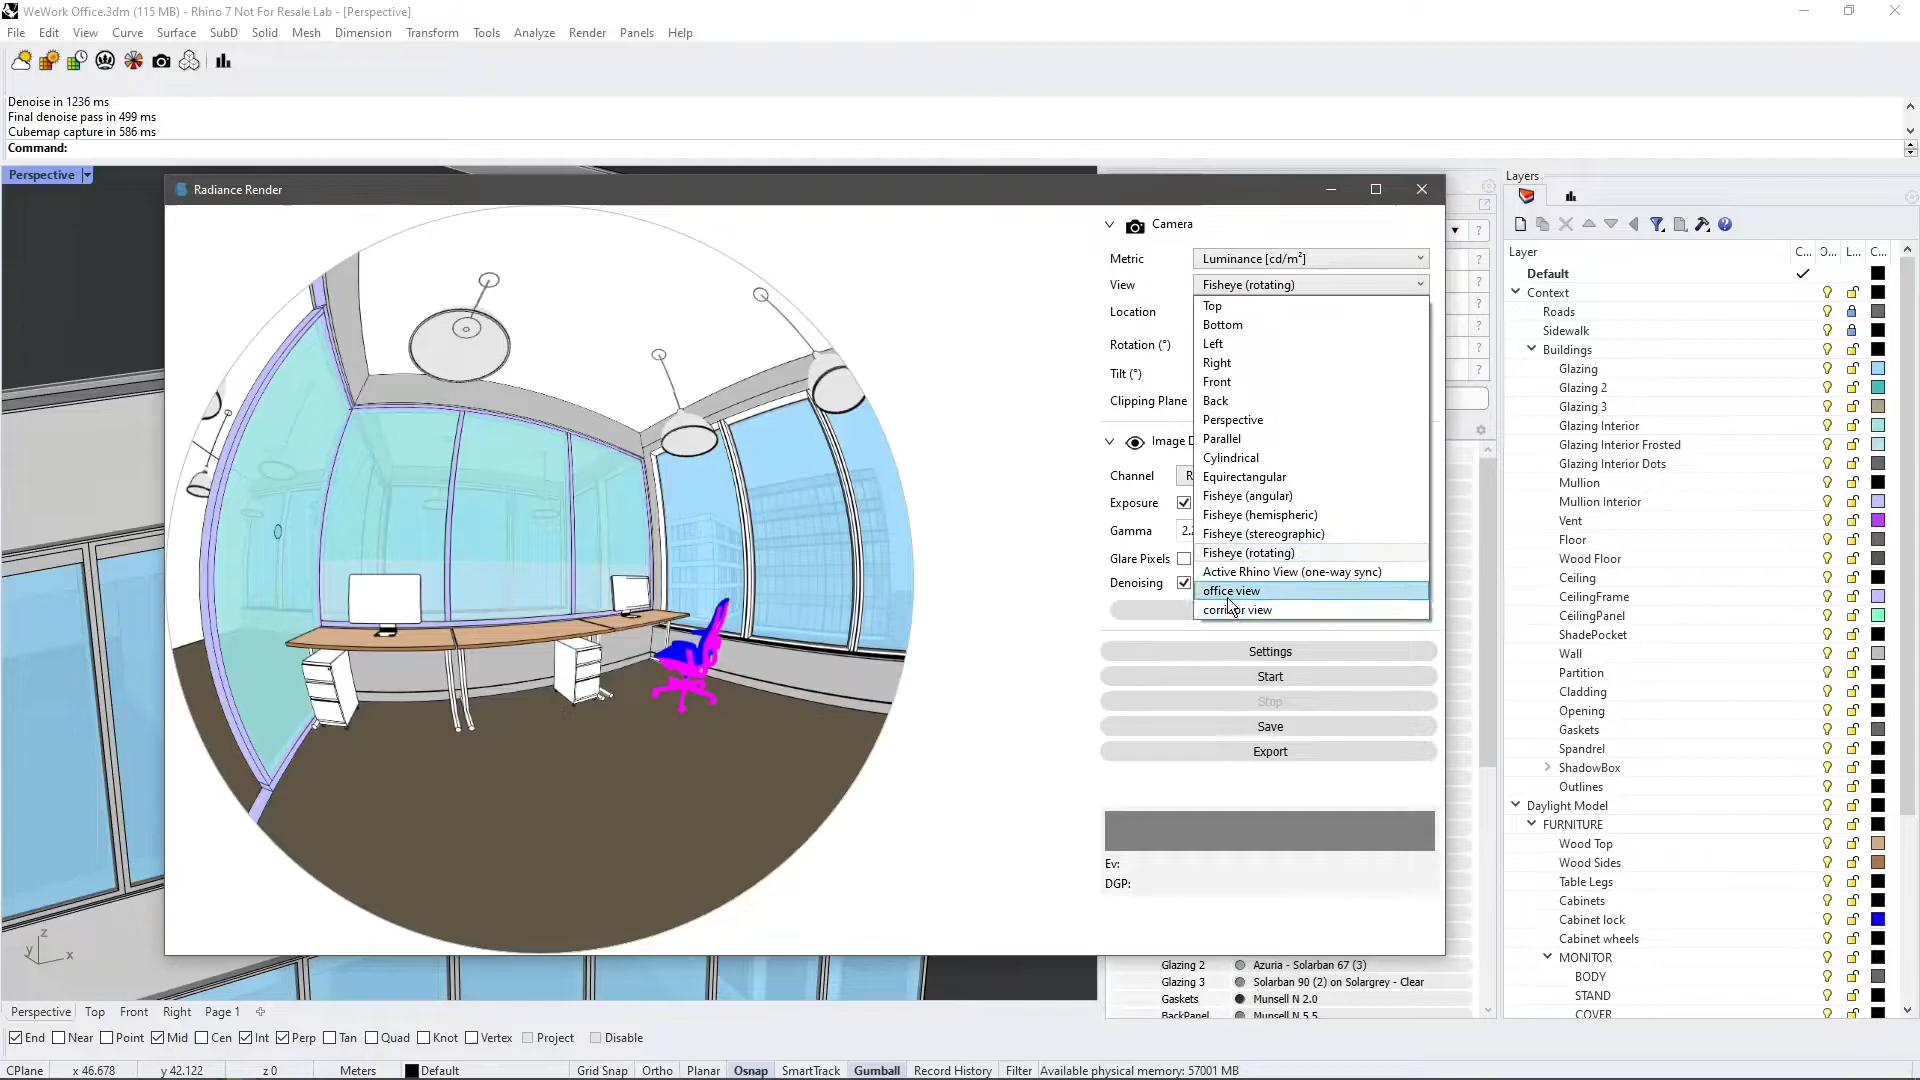 WeWork Office.3dm (115 MB) - Rhino 7 Not For Resale Lab - [Perspective]
File Edit View Curve Surface SubD Solid Mesh Dimension Transform Tools Analyze Render Panels Help
Denoise in 1236 ms
Final denoise pass in 499 ms
Cubemap capture in 586 ms
Command:
Perspective
Radiance Render
Camera
Metric Luminance [cd/m²]
View Fisheye (rotating)
Location
Rotation (°)
Tilt (°)
Clipping Plane
Top
Bottom
Left
Right
Front
Back
Perspective
Parallel
Cylindrical
Equirectangular
Fisheye (angular)
Fisheye (hemispheric)
Fisheye (stereographic)
Fisheye (rotating)
Active Rhino View (one-way sync)
office view
corridor view
Image D
Channel R
Exposure
Gamma 2.
Glare Pixels
Denoising
Settings
Start
Stop
Save
Export
Ev:
DGP:
Glazing 2 Azuria - Solarban 67 (3)
Glazing 3 Solarban 90 (2) on Solargrey - Clear
Gaskets Munsell N 2.0
BackPanel Munsell N 5.5
Layers
Layer C... Ɔ... L... C...
Default
Context
Roads
Sidewalk
Buildings
Glazing
Glazing 2
Glazing 3
Glazing Interior
Glazing Interior Frosted
Glazing Interior Dots
Mullion
Mullion Interior
Vent
Floor
Wood Floor
Ceiling
CeilingFrame
CeilingPanel
ShadePocket
Wall
Partition
Cladding
Opening
Gaskets
Spandrel
ShadowBox
Outlines
Daylight Model
FURNITURE
Wood Top
Wood Sides
Table Legs
Cabinets
Cabinet lock
Cabinet wheels
MONITOR
BODY
STAND
COVER
z
y
x
Perspective Top Front Right Page 1
End Near Point Mid Cen Int Perp Tan Quad Knot Vertex Project Disable
CPlane x 46.678 y 42.122 z 0 Meters Default Grid Snap Ortho Planar Osnap SmartTrack Gumball Record History Filter Available physical memory: 57001 MB